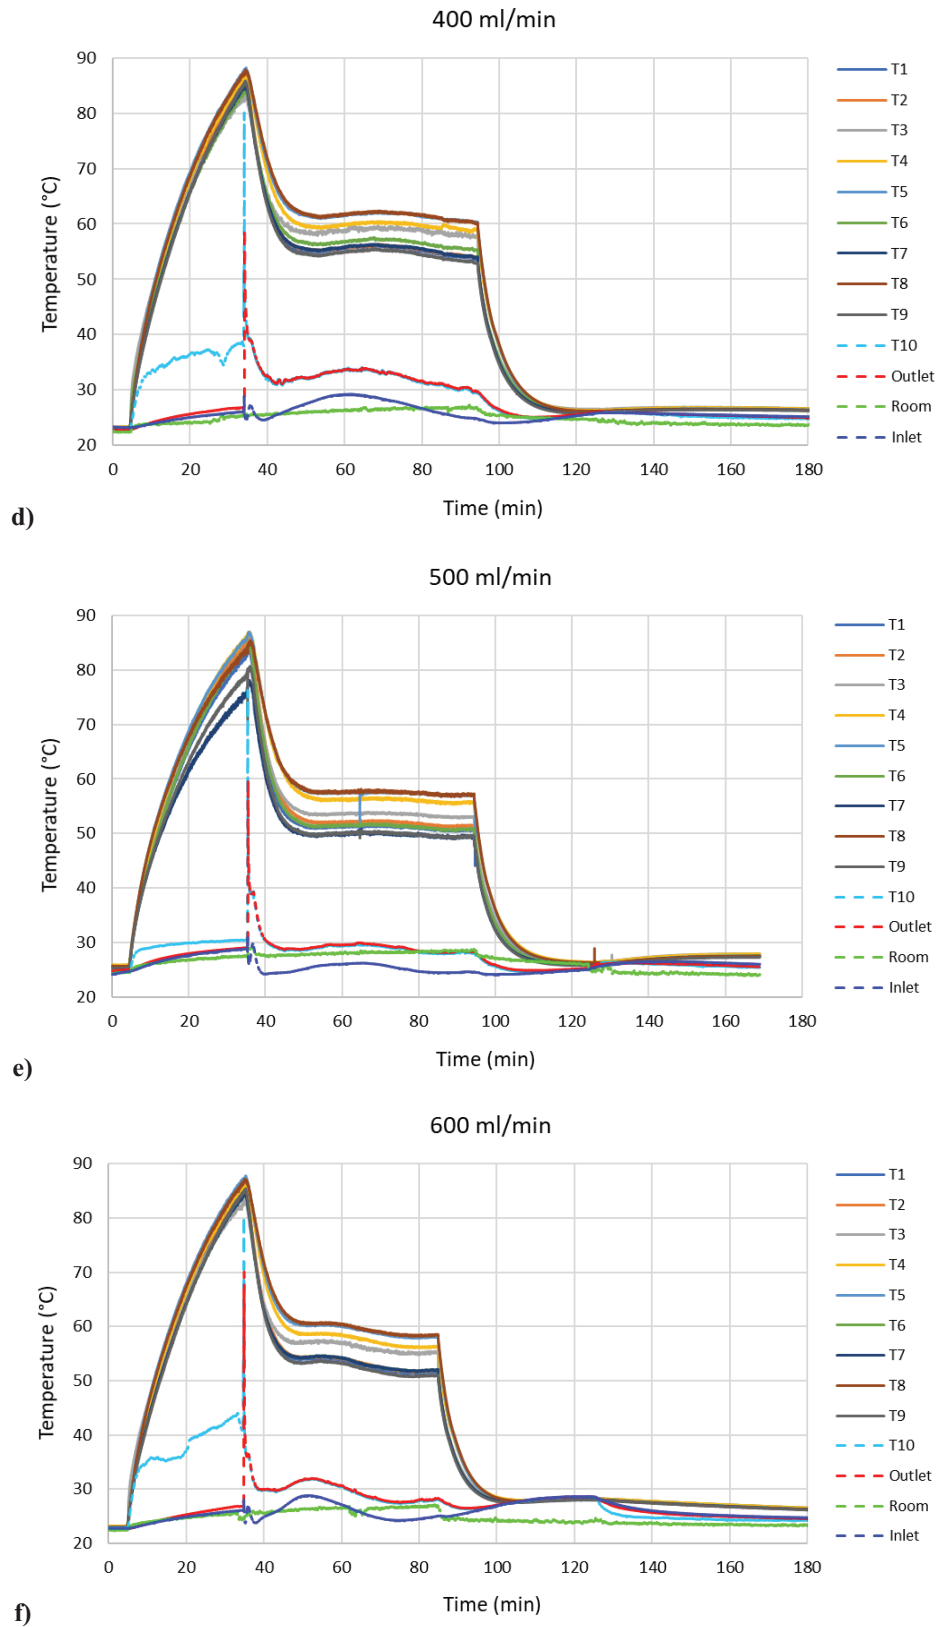 400 ml/min
90
80
70
60
50
40
30
20
Temperature (°C)
0 20 40 60 80 100 120 140 160 180
Time (min)
T1
T2
T3
T4
T5
T6
T7
T8
T9
T10
Outlet
Room
Inlet
d)
500 ml/min
90
80
70
60
50
40
30
20
Temperature (°C)
0 20 40 60 80 100 120 140 160 180
Time (min)
T1
T2
T3
T4
T5
T6
T7
T8
T9
T10
Outlet
Room
Inlet
e)
600 ml/min
90
80
70
60
50
40
30
20
Temperature (°C)
0 20 40 60 80 100 120 140 160 180
Time (min)
T1
T2
T3
T4
T5
T6
T7
T8
T9
T10
Outlet
Room
Inlet
f)